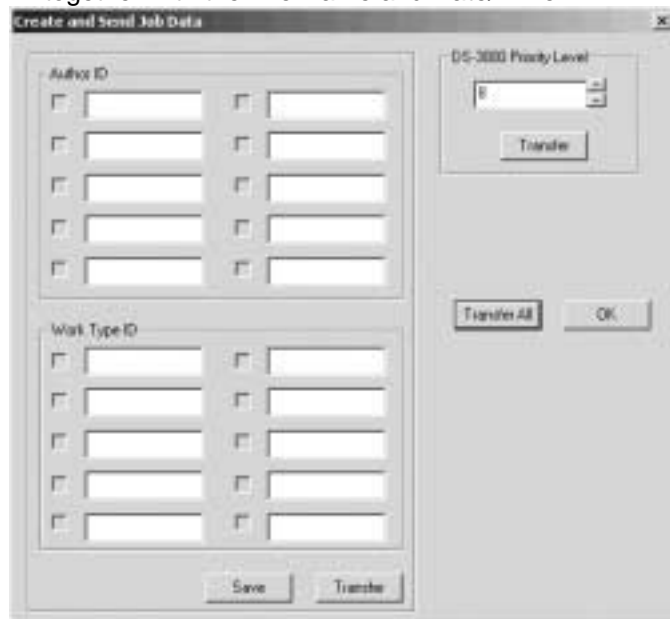 Create and Send Job Data
Author ID
DS-3000 Priority Level
8
Transfer
Transfer All
OK
Work Type ID
Save
Transfer